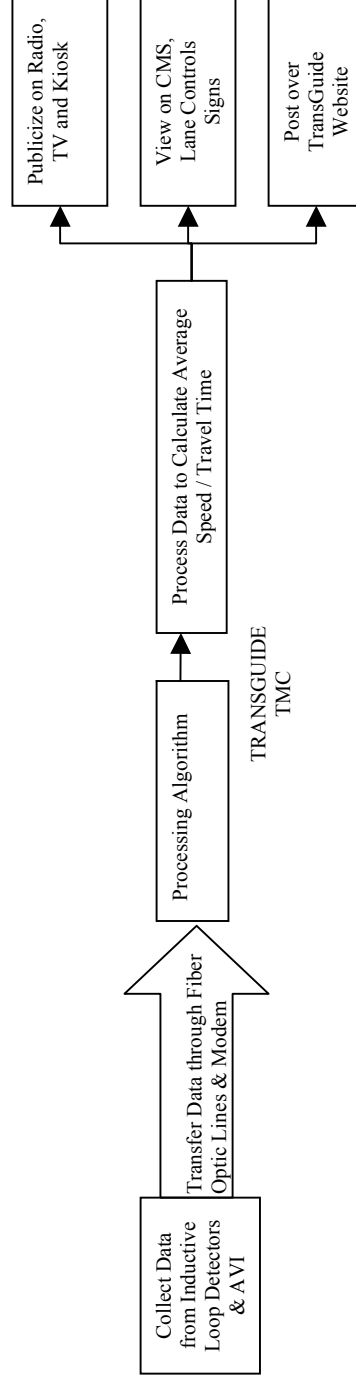 Collect Data
from Inductive
Loop Detectors
& AVI
Transfer Data through Fiber
Optic Lines & Modem
Processing Algorithm
TRANSGUIDE
TMC
Process Data to Calculate Average
Speed / Travel Time
Publicize on Radio,
TV and Kiosk
View on CMS,
Lane Controls
Signs
Post over
TransGuide
Website